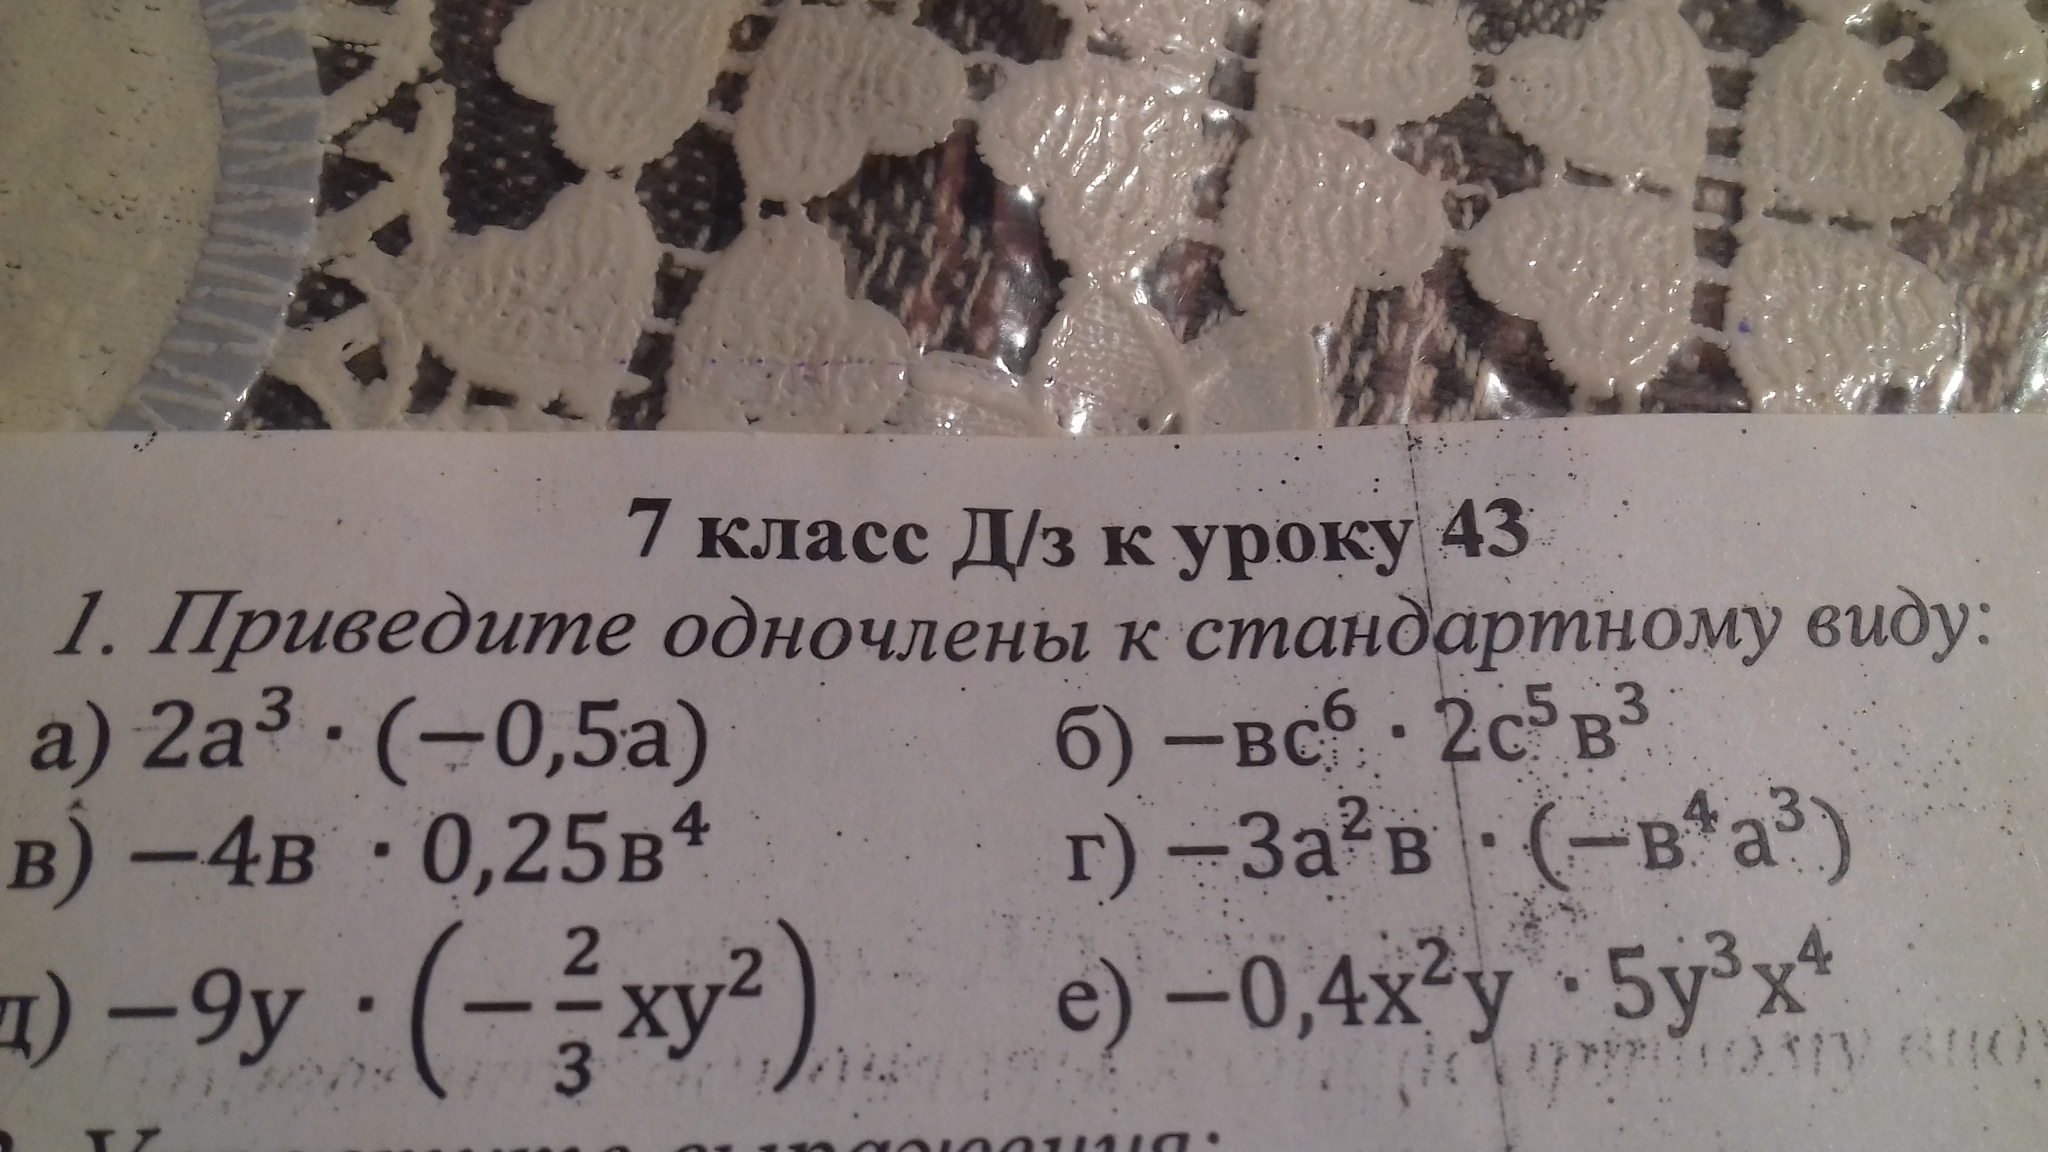 7 класс Д/з к уроку 43
1. Приведите одночлены к стандартному виду:
а) 2а³ · (−0,5а) б) −вс⁶ · 2с⁵в³
в) −4в · 0,25в⁴ г) −3а²в · (−в⁴а³)
д) −9у · (−2/3 ху²) е) −0,4х²у · 5у³х⁴
выражения: